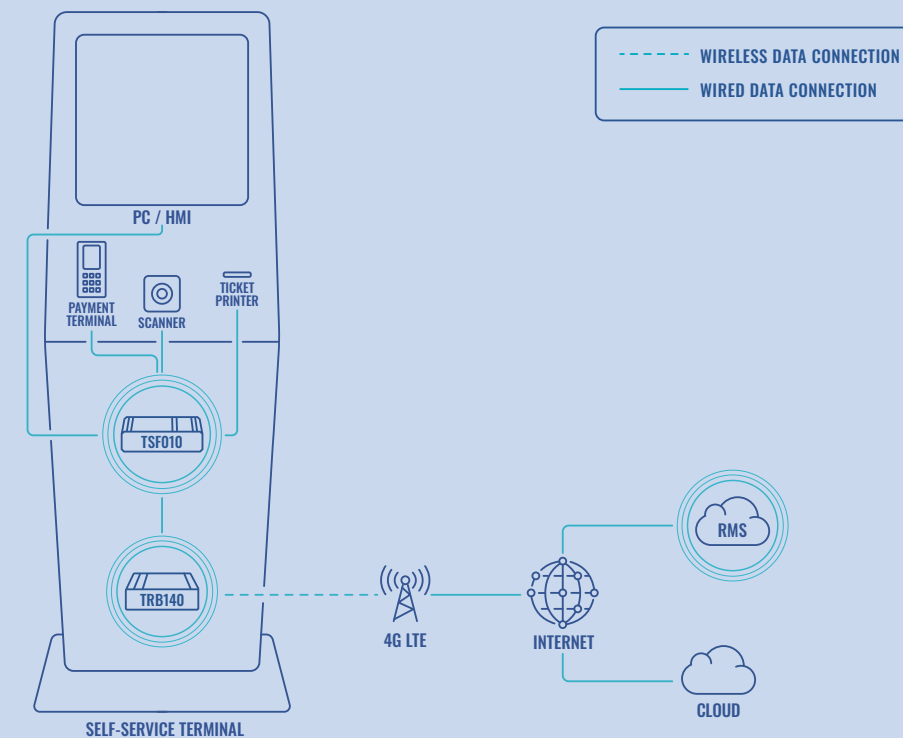 WIRELESS DATA CONNECTION
WIRED DATA CONNECTION
PC / HMI
PAYMENT
TERMINAL
SCANNER
TICKET
PRINTER
TSF010
TRB140
4G LTE
INTERNET
RMS
CLOUD
SELF-SERVICE TERMINAL